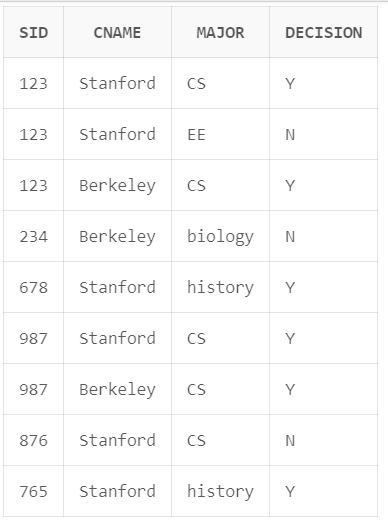 SID CNAME MAJOR DECISION
123 Stanford CS Y
123 Stanford EE N
123 Berkeley CS Y
234 Berkeley biology N
678 Stanford history Y
987 Stanford CS Y
987 Berkeley CS Y
876 Stanford CS N
765 Stanford history Y